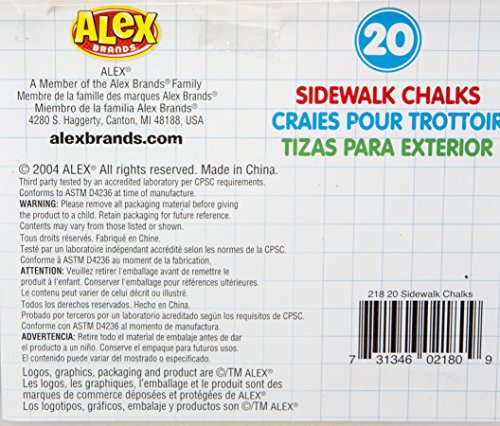 ALEX
BRANDS
ALEX®
A Member of the Alex Brands® Family
Membre de la famille des marques Alex Brands®
Miembro de la familia Alex Brands®
4280 S. Haggerty, Canton, MI 48188, USA
alexbrands.com
20
SIDEWALK CHALKS
CRAIES POUR TROTTOIR
TIZAS PARA EXTERIOR
© 2004 ALEX® All rights reserved. Made in China.
Third party tested by an accredited laboratory per CPSC requirements.
Conforms to ASTM D4236 at time of manufacture.
WARNING: Please remove all packaging material before giving
the product to a child. Retain packaging for future reference.
Contents may vary from those listed or shown.
Tous droits réservés. Fabriqué en Chine.
Testé par un laboratoire indépendant accrédité selon les normes de la CPSC.
Conforme à ASTM D4236 au moment de la fabrication.
ATTENTION: Veuillez retirer l'emballage avant de remettre le
produit à l'enfant. Conserver l'emballage pour références ultérieures.
Le contenu peut varier de celui décrit ou illustré.
Todos los derechos reservados. Hecho en China.
Probado por terceros por un laboratorio acreditado según los requisitos de CPSC.
Conforme con ASTM D4236 al momento de manufactura.
ADVERTENCIA: Retire todo el material de embalaje antes de dar
el producto a un niño. Conserve el empaque para futuros usos.
El contenido puede variar del mostrado o especificado.
Logos, graphics, packaging and product are ©/TM ALEX®
Les logos, les graphiques, l'emballage et le produit sont des
marques de commerce déposées et protégées de ALEX®
Los logotipos, gráficos, embalaje y productos son ©/TM ALEX®
218 20 Sidewalk Chalks
7 31346 02180 9